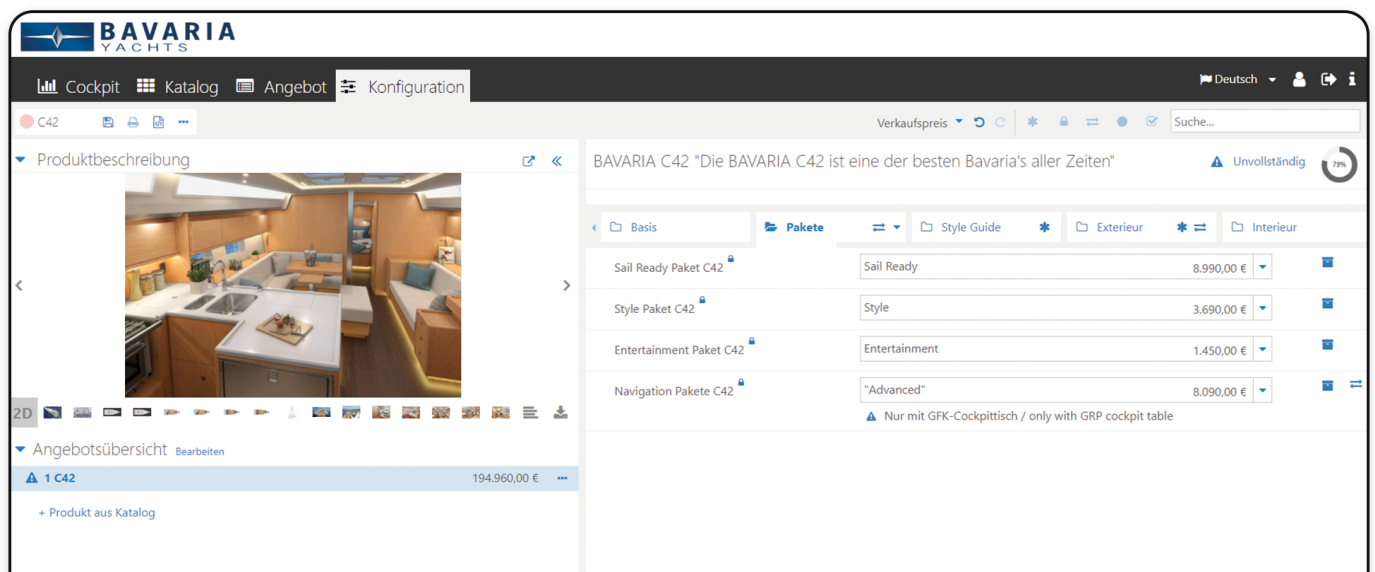 BAVARIA
YACHTS
Cockpit Katalog Angebot Konfiguration Deutsch
C42 Verkaufspreis Suche...
Produktbeschreibung
BAVARIA C42 "Die BAVARIA C42 ist eine der besten Bavaria's aller Zeiten" Unvollständig 79%
Basis Pakete Style Guide Exterieur Interieur
Sail Ready Paket C42 Sail Ready 8.990,00 €
Style Paket C42 Style 3.690,00 €
Entertainment Paket C42 Entertainment 1.450,00 €
Navigation Pakete C42 "Advanced" 8.090,00 €
Nur mit GFK-Cockpittisch / only with GRP cockpit table
2D
Angebotsübersicht Bearbeiten
1 C42 194.960,00 €
+ Produkt aus Katalog